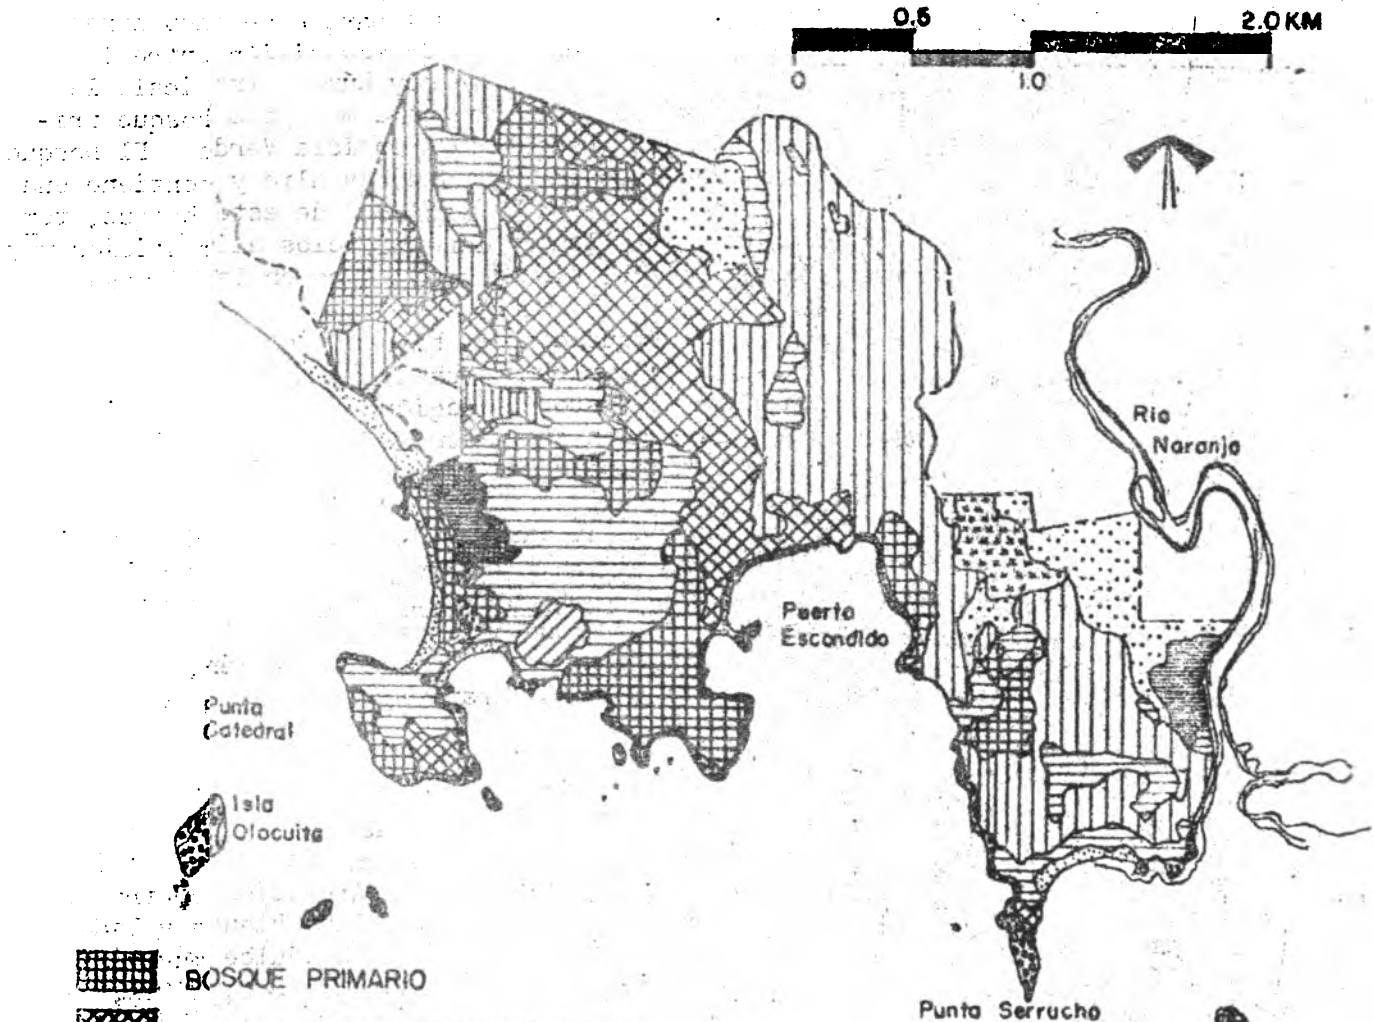 0.5
2.0 KM
0
1.0
Rio
Naranjo
Puerto
Escondido
Punta
Catedral
Isla
Olocuita
BOSQUE PRIMARIO
Punta Serrucho